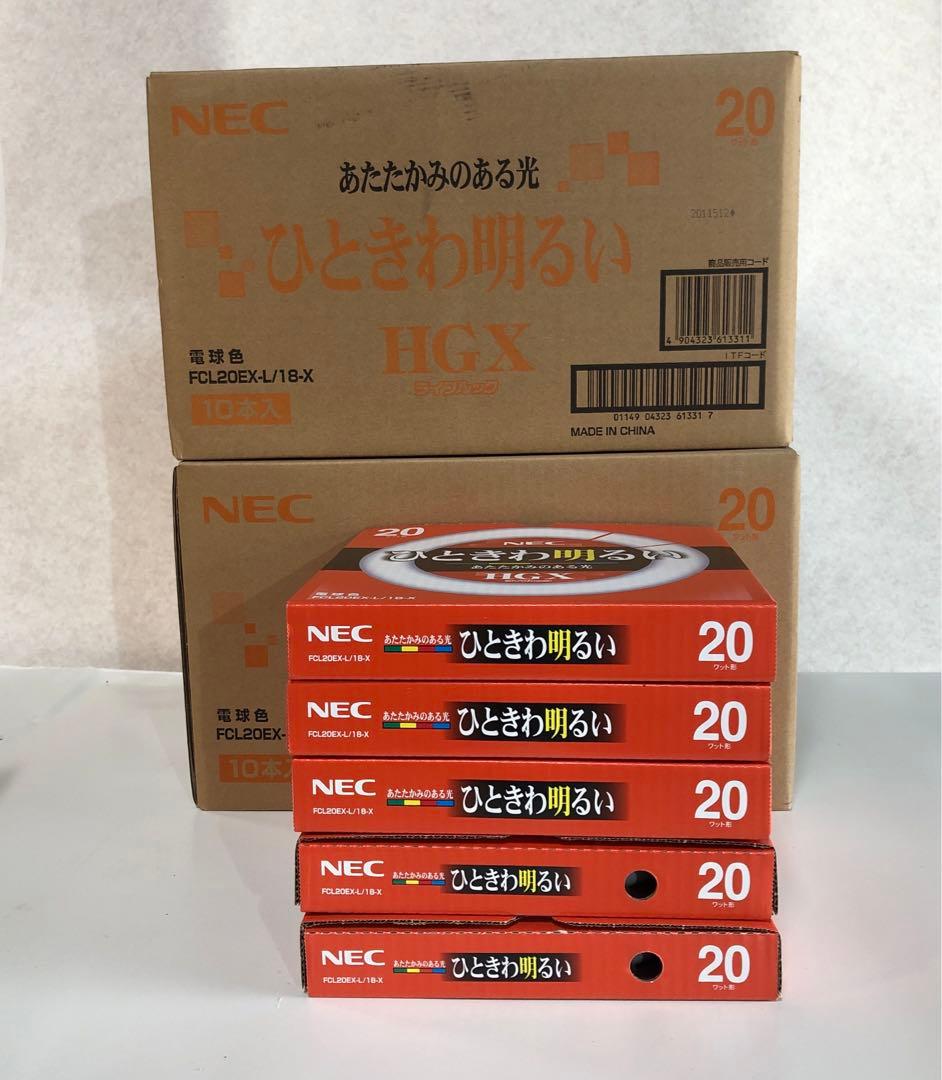 NEC
20
ワット形
あたたかみのある光
ひときわ明るい
2011512
商品販売用コード
4 904323 613311
ITFコード
01149 04323 61331 7
MADE IN CHINA
HGX
ライフルック
電球色
FCL20EX-L/18-X
10本入
NEC
20
ワット形
電球色
FCL20EX-
10本入
20
NEC
ひときわ明るい
あたたかみのある光
HGX
電球色
FCL20EX-L/18-X
NEC あたたかみのある光 ひときわ明るい 20
FCL20EX-L/18-X ワット形
NEC あたたかみのある光 ひときわ明るい 20
FCL20EX-L/18-X ワット形
NEC あたたかみのある光 ひときわ明るい 20
FCL20EX-L/18-X ワット形
NEC あたたかみのある光 ひときわ明るい 20
FCL20EX-L/18-X ワット形
NEC あたたかみのある光 ひときわ明るい 20
FCL20EX-L/18-X ワット形